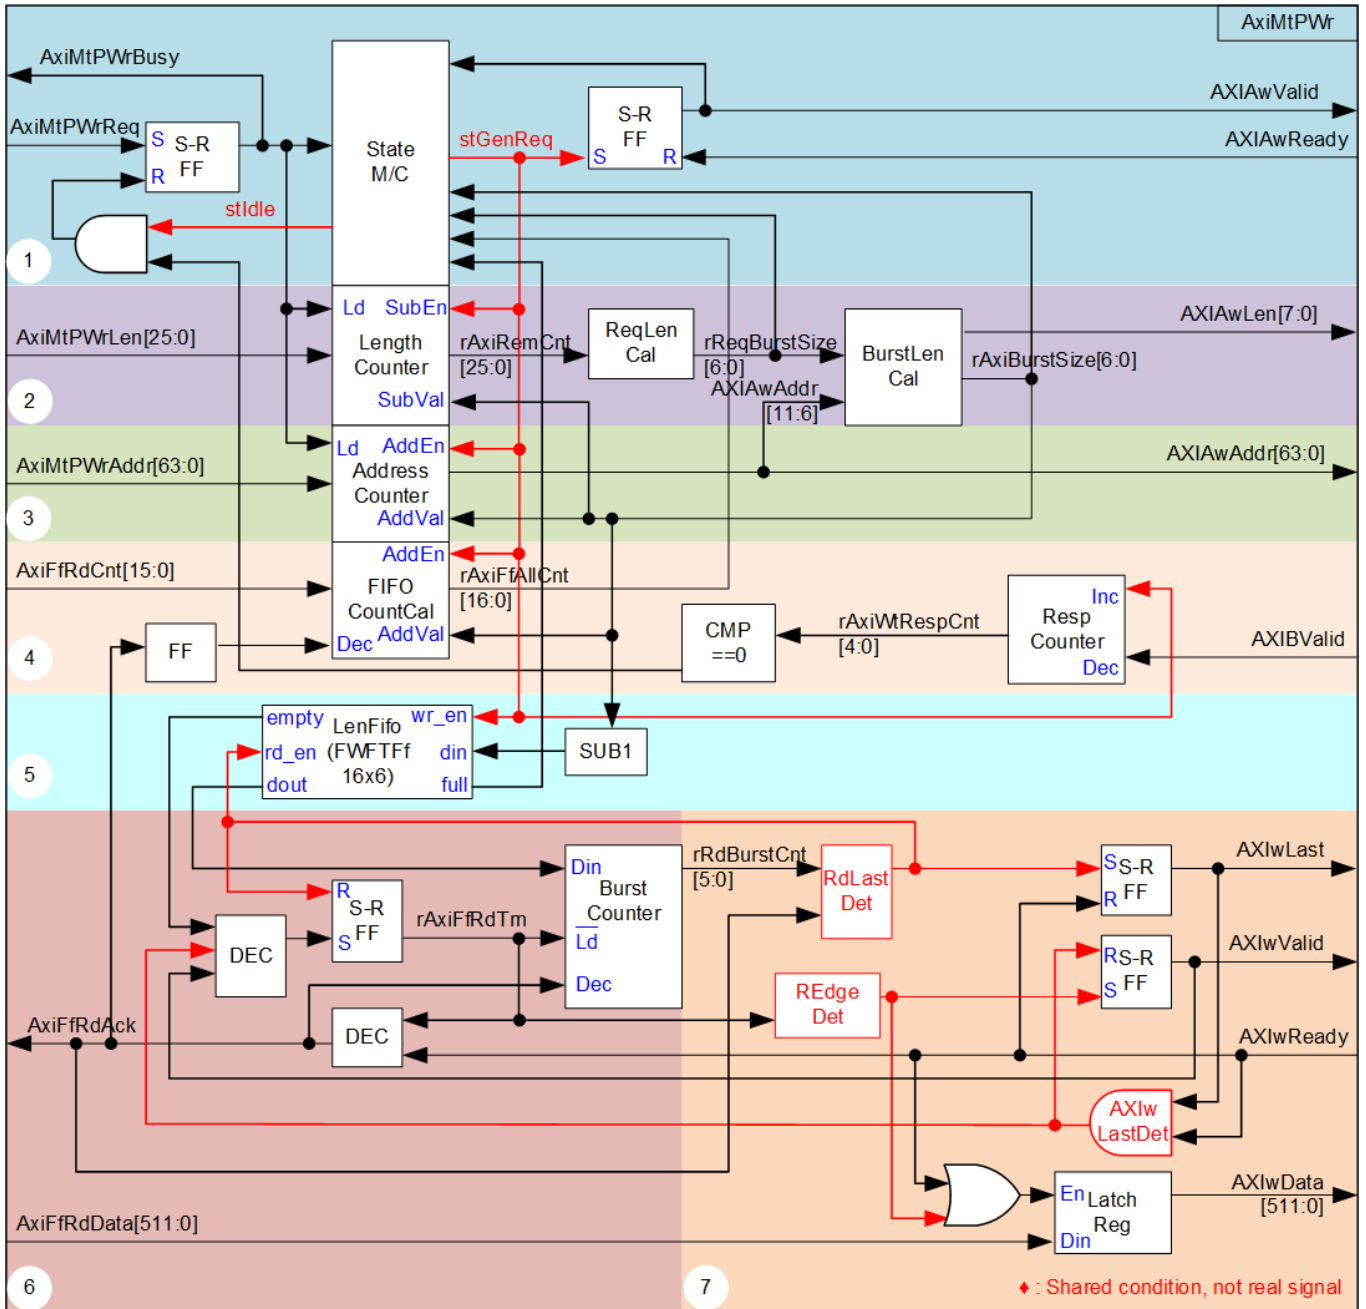 AxiMtPWr
AxiMtPWrBusy
AXIAwValid
AxiMtPWrReq
S
S-R
FF
R
State
M/C
stGenReq
S-R
FF
S
R
AXIAwReady
stIdle
1
Ld
SubEn
Length
Counter
SubVal
AxiMtPWrLen[25:0]
rAxiRemCnt
[25:0]
ReqLen
Cal
rReqBurstSize
[6:0]
AXIAwAddr
[11:6]
BurstLen
Cal
AXIAwLen[7:0]
rAxiBurstSize[6:0]
2
Ld
AddEn
Address
Counter
AddVal
AxiMtPWrAddr[63:0]
AXIAwAddr[63:0]
3
AxiFfRdCnt[15:0]
AddEn
FIFO
CountCal
AddVal
Dec
rAxiFfAllCnt
[16:0]
FF
CMP
==0
rAxiWtRespCnt
[4:0]
Inc
Resp
Counter
Dec
AXIBValid
4
empty
wr_en
LenFifo
rd_en
(FWFTFf
din
16x6)
dout
full
SUB1
5
R
S-R
FF
S
DEC
rAxiFfRdTrn
Din
Burst
Counter
Ld
Dec
rRdBurstCnt
[5:0]
RdLast
Det
S
S-R
FF
R
AXIwLast
R
S-R
FF
S
AXIwValid
REdge
Det
AxiFfRdAck
DEC
AXIwReady
AXIw
LastDet
AxiFfRdData[511:0]
En
Latch
Reg
Din
AXIwData
[511:0]
6
7
♦ : Shared condition, not real signal